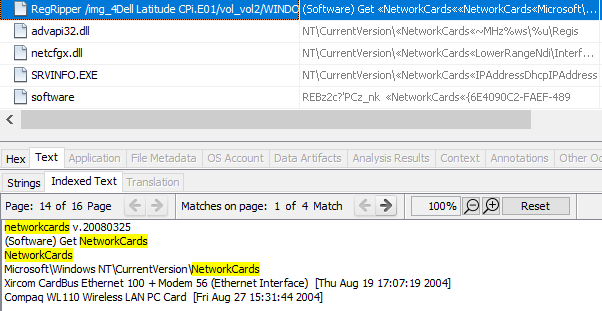 RegRipper /img_4Dell Latitude CPi.E01/vol_vol2/WINDO (Software) Get «NetworkCards««NetworkCards«Microsoft\...
advapi32.dll NT\CurrentVersion\«NetworkCards«~MHz%ws\%u\Regis
netcfgx.dll NT\CurrentVersion\«NetworkCards«LowerRangeNdi\Interf...
SRVINFO.EXE NT\CurrentVersion\«NetworkCards«IPAddressDhcpIPAddress
software REBz2c?'PCz_nk «NetworkCards«{6E4090C2-FAEF-489
Hex Text Application File Metadata OS Account Data Artifacts Analysis Results Context Annotations Other Oc
Strings Indexed Text Translation
Page: 14 of 16 Page Matches on page: 1 of 4 Match 100% Reset
networkcards v.20080325
(Software) Get NetworkCards
NetworkCards
Microsoft\Windows NT\CurrentVersion\NetworkCards
Xircom CardBus Ethernet 100 + Modem 56 (Ethernet Interface) [Thu Aug 19 17:07:19 2004]
Compaq WL110 Wireless LAN PC Card [Fri Aug 27 15:31:44 2004]